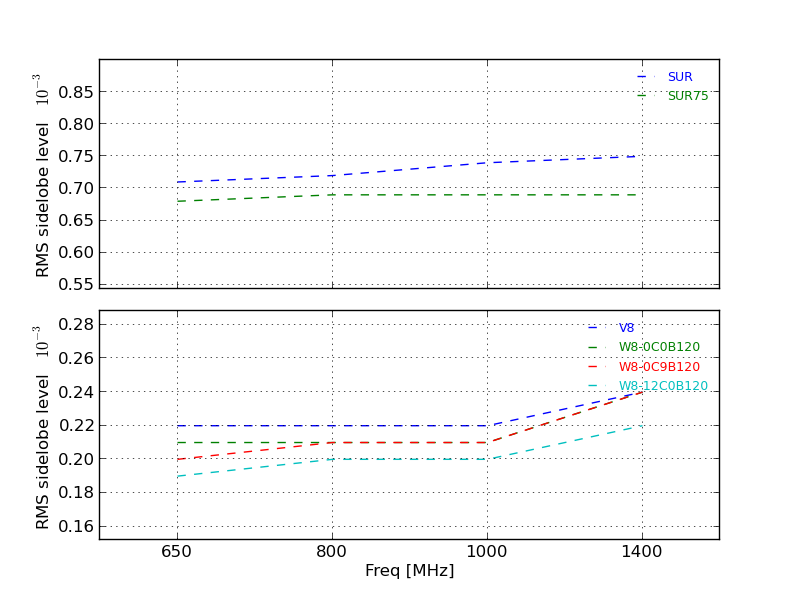 RMS sidelobe level 10⁻³
0.85
0.80
0.75
0.70
0.65
0.60
0.55
SUR
SUR75
RMS sidelobe level 10⁻³
0.28
0.26
0.24
0.22
0.20
0.18
0.16
V8
W8-0C0B120
W8-0C9B120
W8-12C0B120
650 800 1000 1400
Freq [MHz]